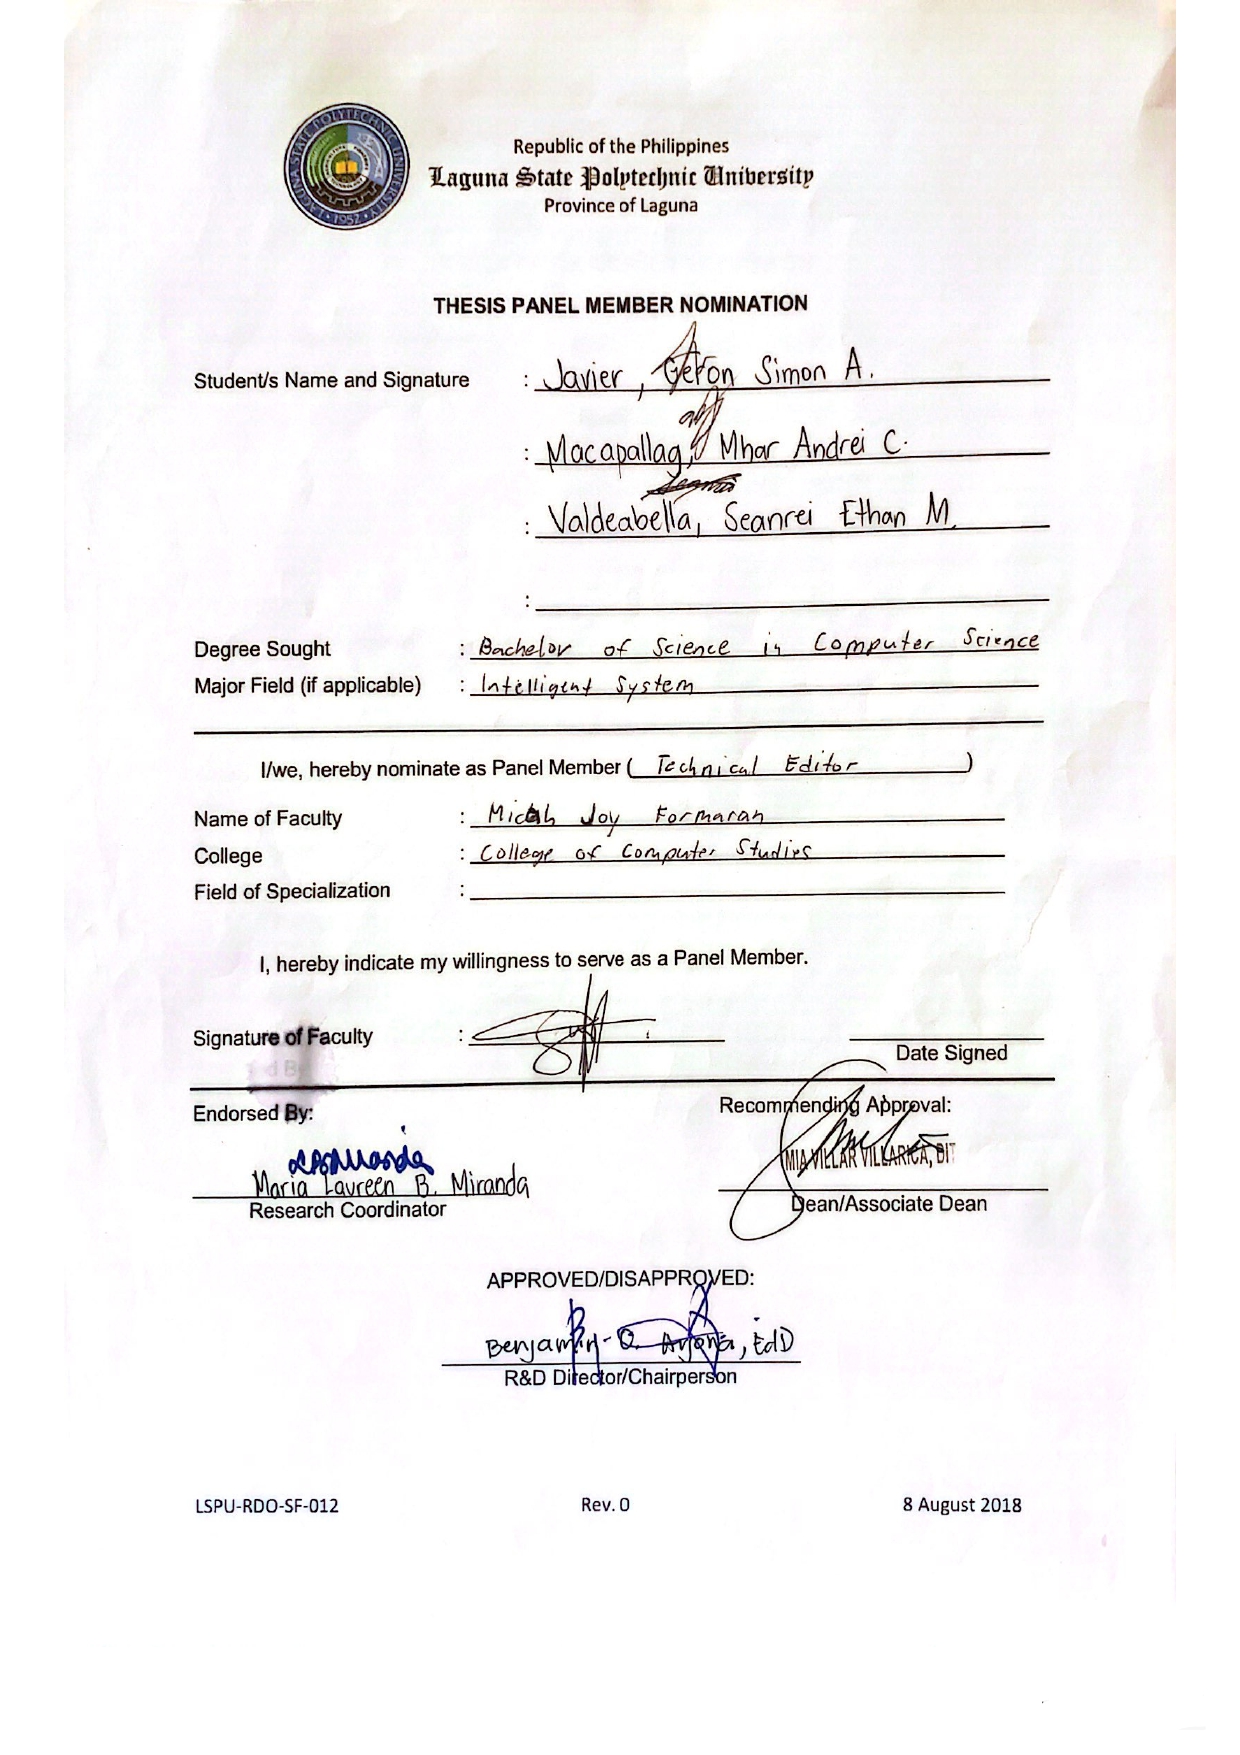 LAGUNA STATE POLYTECHNIC UNIVERSITY
1952
Republic of the Philippines
Laguna State Polytechnic University
Province of Laguna
THESIS PANEL MEMBER NOMINATION
Student/s Name and Signature : Javier, Geron Simon A.
: Macapallag, Mhar Andrei C.
: Valdeabella, Seanrei Ethan M.
:
Degree Sought : Bachelor of Science in Computer Science
Major Field (if applicable) : Intelligent System
I/we, hereby nominate as Panel Member ( Technical Editor )
Name of Faculty : Micah Joy Formaran
College : College of Computer Studies
Field of Specialization :
I, hereby indicate my willingness to serve as a Panel Member.
Signature of Faculty :
Date Signed
Endorsed By: Recommending Approval:
MIA VILLAR VILLARICA, DIT
Maria Laureen B. Miranda
Research Coordinator Dean/Associate Dean
APPROVED/DISAPPROVED:
Benjamin O. Arjona, EdD
R&D Director/Chairperson
LSPU-RDO-SF-012 Rev. 0 8 August 2018